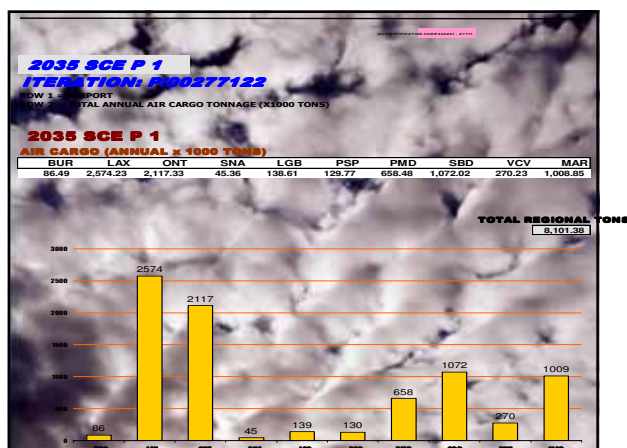 2035 SCE P 1
ITERATION: P/00277122
ROW 1 = AIRPORT
ROW 2 = TOTAL ANNUAL AIR CARGO TONNAGE (X1000 TONS)
2035 SCE P 1
AIR CARGO (ANNUAL x 1000 TONS)
BUR LAX ONT SNA LGB PSP PMD SBD VCV MAR
86.49 2,574.23 2,117.33 45.36 138.61 129.77 658.48 1,072.02 270.23 1,008.85
TOTAL REGIONAL TONS
8,101.38
3000
2500
2000
1500
1000
500
0
86 2574 2117 45 139 130 658 1072 270 1009